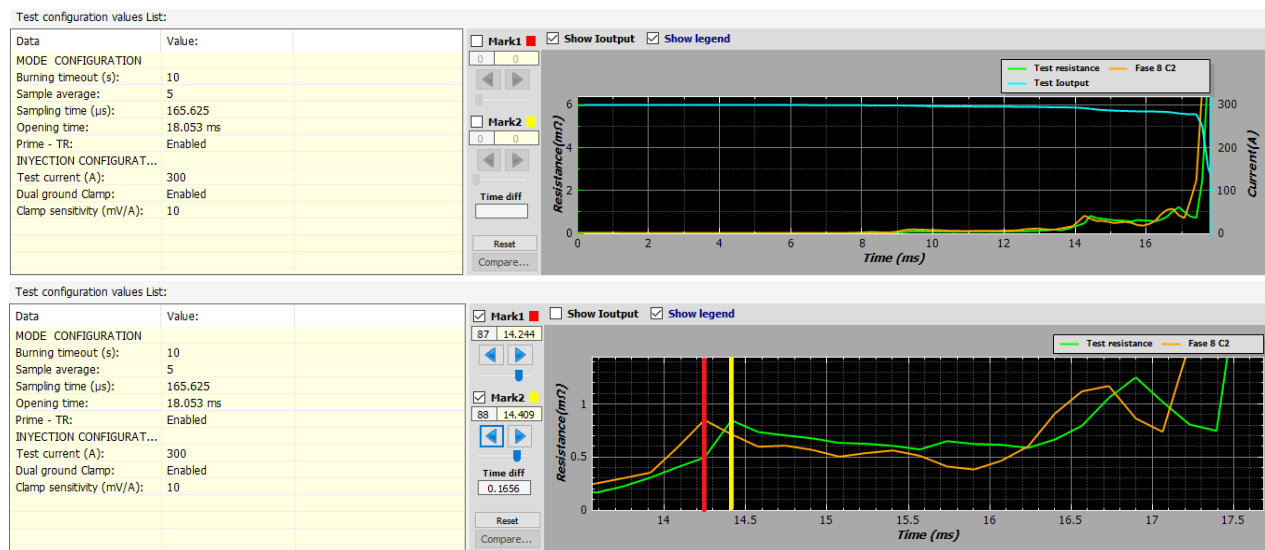 Test configuration values List:
Data Value:
MODE CONFIGURATION
Burning timeout (s): 10
Sample average: 5
Sampling time (µs): 165.625
Opening time: 18.053 ms
Prime - TR: Enabled
INYECTION CONFIGURAT...
Test current (A): 300
Dual ground Clamp: Enabled
Clamp sensitivity (mV/A): 10
Mark1
0 0
Mark2
0 0
Time diff
Reset
Compare...
Show Ioutput Show legend
Test resistance Fase 8 C2
Test Ioutput
Resistance(mΩ)
6
4
2
0
300
200
100
0
Current(A)
0 2 4 6 8 10 12 14 16
Time (ms)
Test configuration values List:
Data Value:
MODE CONFIGURATION
Burning timeout (s): 10
Sample average: 5
Sampling time (µs): 165.625
Opening time: 18.053 ms
Prime - TR: Enabled
INYECTION CONFIGURAT...
Test current (A): 300
Dual ground Clamp: Enabled
Clamp sensitivity (mV/A): 10
Mark1
87 14.244
Mark2
88 14.409
Time diff
0.1656
Reset
Compare...
Show Ioutput Show legend
Test resistance Fase 8 C2
Resistance(mΩ)
1
0.5
0
14 14.5 15 15.5 16 16.5 17 17.5
Time (ms)